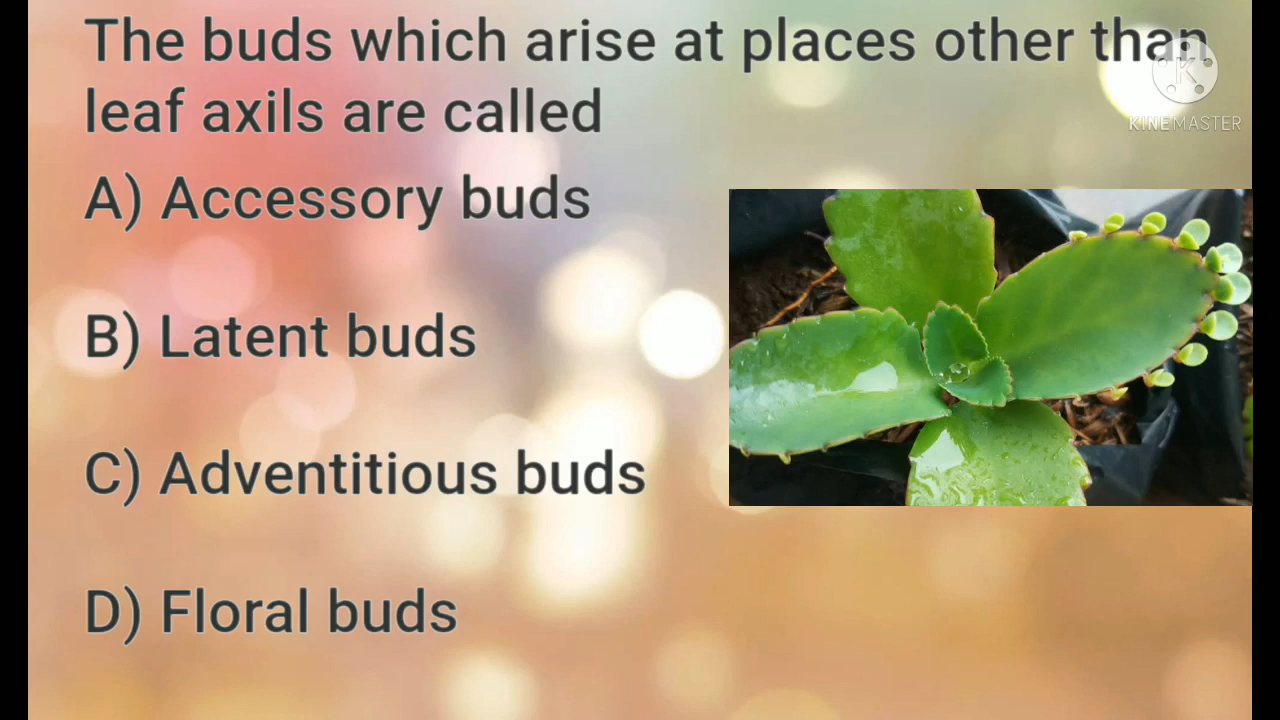 The buds which arise at places other than
leaf axils are called
A) Accessory buds
B) Latent buds
C) Adventitious buds
D) Floral buds
K
KINEMASTER